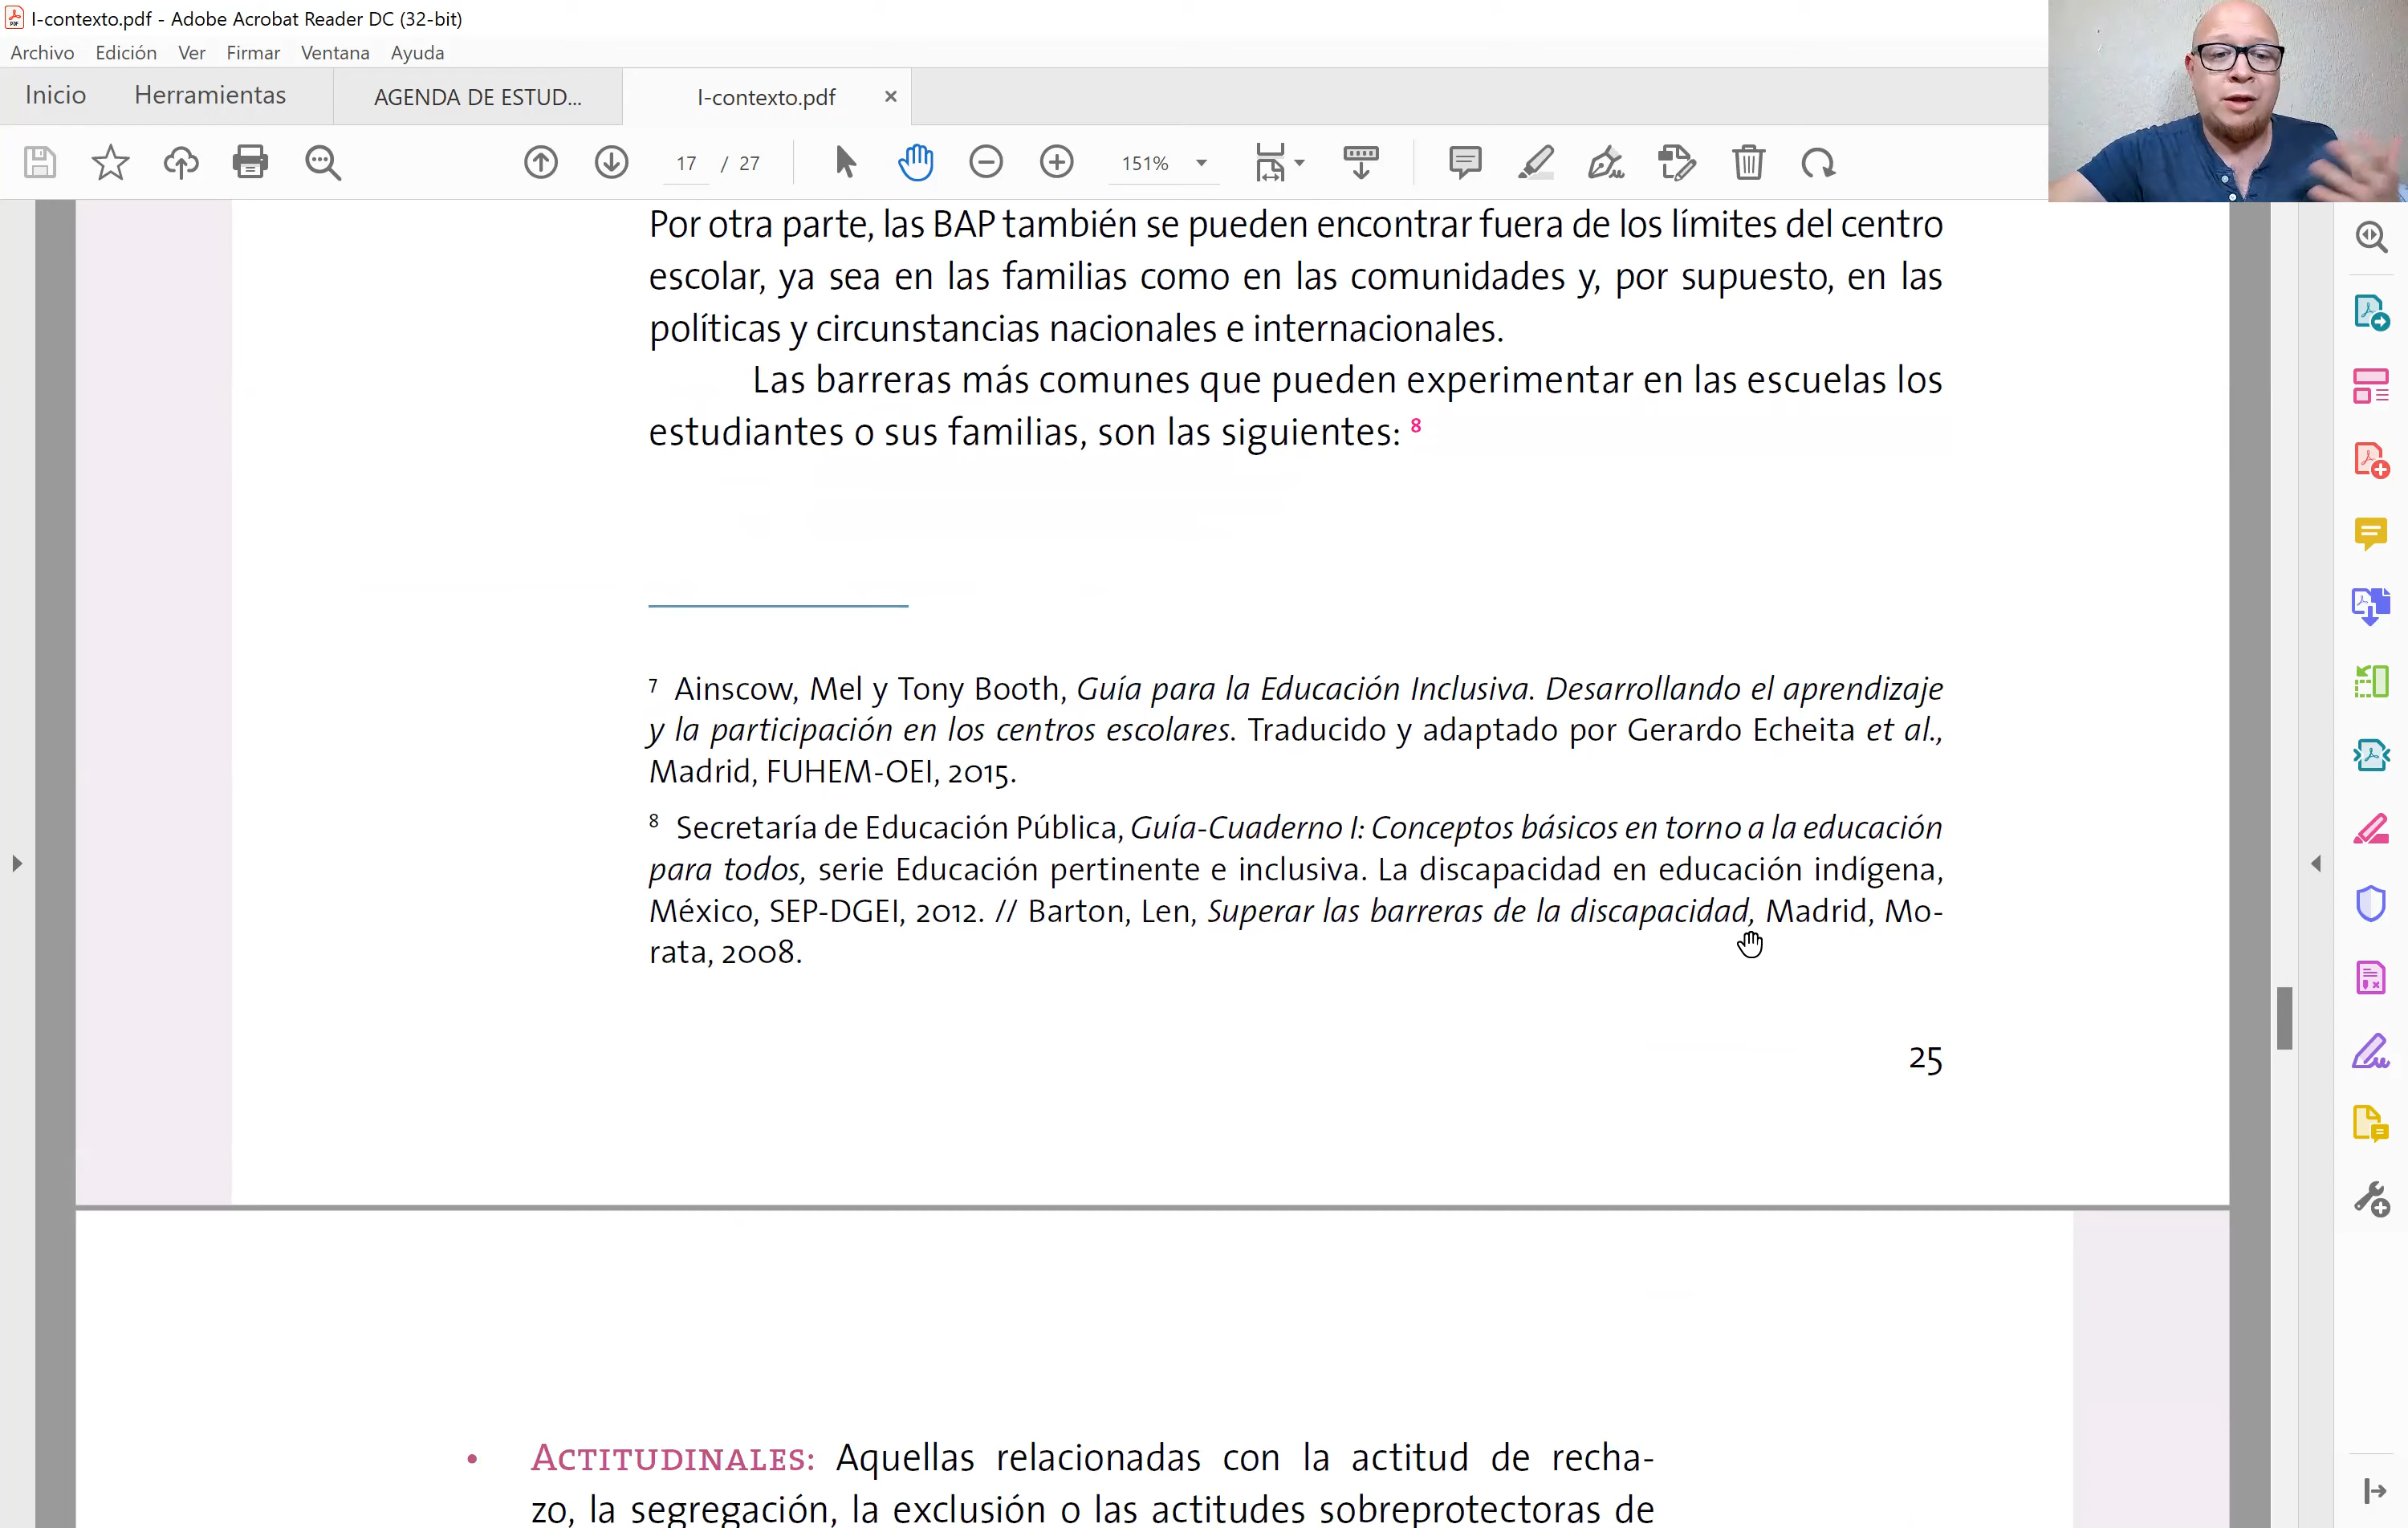 I-contexto.pdf - Adobe Acrobat Reader DC (32-bit)
Archivo Edición Ver Firmar Ventana Ayuda
Inicio Herramientas AGENDA DE ESTUD... I-contexto.pdf
17 / 27 151%
Por otra parte, las BAP también se pueden encontrar fuera de los límites del centro
escolar, ya sea en las familias como en las comunidades y, por supuesto, en las
políticas y circunstancias nacionales e internacionales.
Las barreras más comunes que pueden experimentar en las escuelas los
estudiantes o sus familias, son las siguientes: 8
7 Ainscow, Mel y Tony Booth, Guía para la Educación Inclusiva. Desarrollando el aprendizaje
y la participación en los centros escolares. Traducido y adaptado por Gerardo Echeita et al.,
Madrid, FUHEM-OEI, 2015.
8 Secretaría de Educación Pública, Guía-Cuaderno I: Conceptos básicos en torno a la educación
para todos, serie Educación pertinente e inclusiva. La discapacidad en educación indígena,
México, SEP-DGEI, 2012. // Barton, Len, Superar las barreras de la discapacidad, Madrid, Mo-
rata, 2008.
25
• ACTITUDINALES: Aquellas relacionadas con la actitud de recha-
zo, la segregación, la exclusión o las actitudes sobreprotectoras de